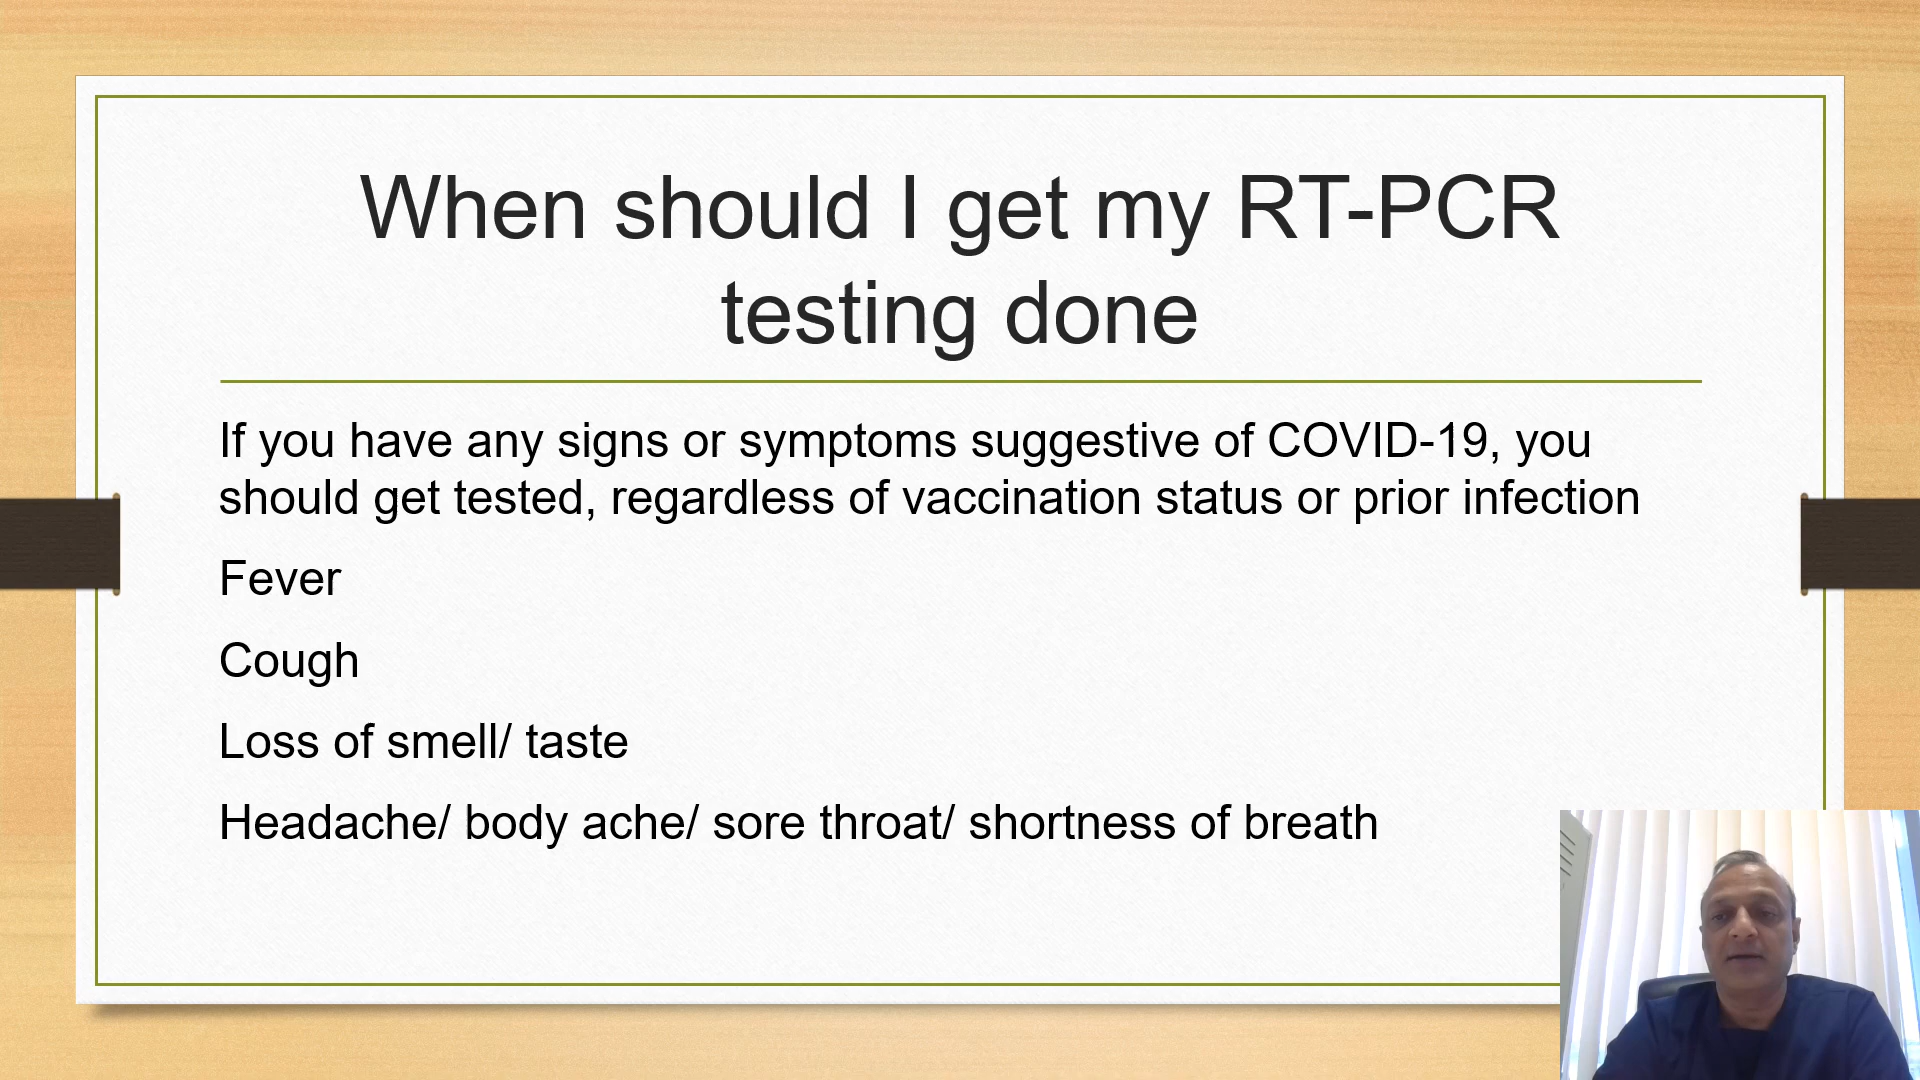 When should I get my RT-PCR
testing done
If you have any signs or symptoms suggestive of COVID-19, you
should get tested, regardless of vaccination status or prior infection
Fever
Cough
Loss of smell/ taste
Headache/ body ache/ sore throat/ shortness of breath